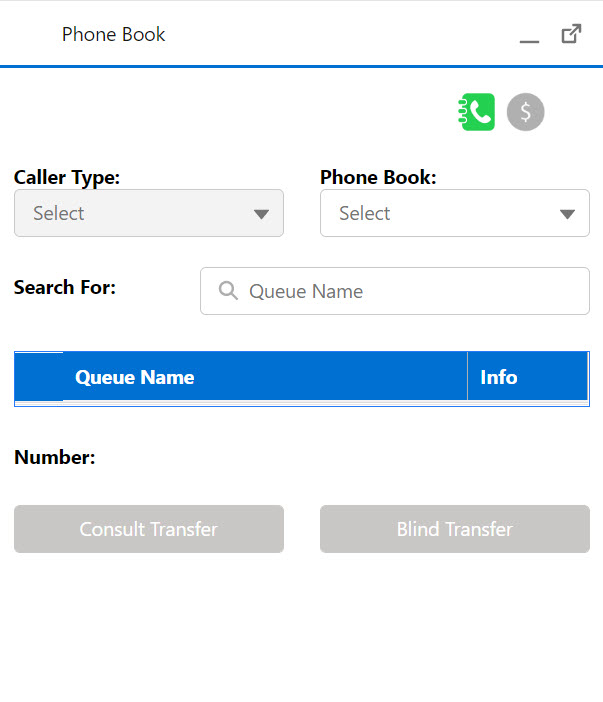 Phone Book
$
Caller Type: Phone Book:
Select Select
Search For: Queue Name
Queue Name Info
Number:
Consult Transfer Blind Transfer